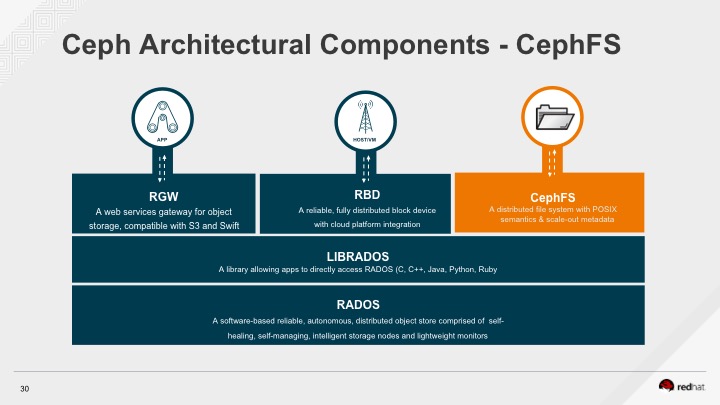 Ceph Architectural Components - CephFS
APP
HOST/VM
RGW
A web services gateway for object
storage, compatible with S3 and Swift
RBD
A reliable, fully distributed block device
with cloud platform integration
CephFS
A distributed file system with POSIX
semantics & scale-out metadata
LIBRADOS
A library allowing apps to directly access RADOS (C, C++, Java, Python, Ruby
RADOS
A software-based reliable, autonomous, distributed object store comprised of self-
healing, self-managing, intelligent storage nodes and lightweight monitors
30
redhat.